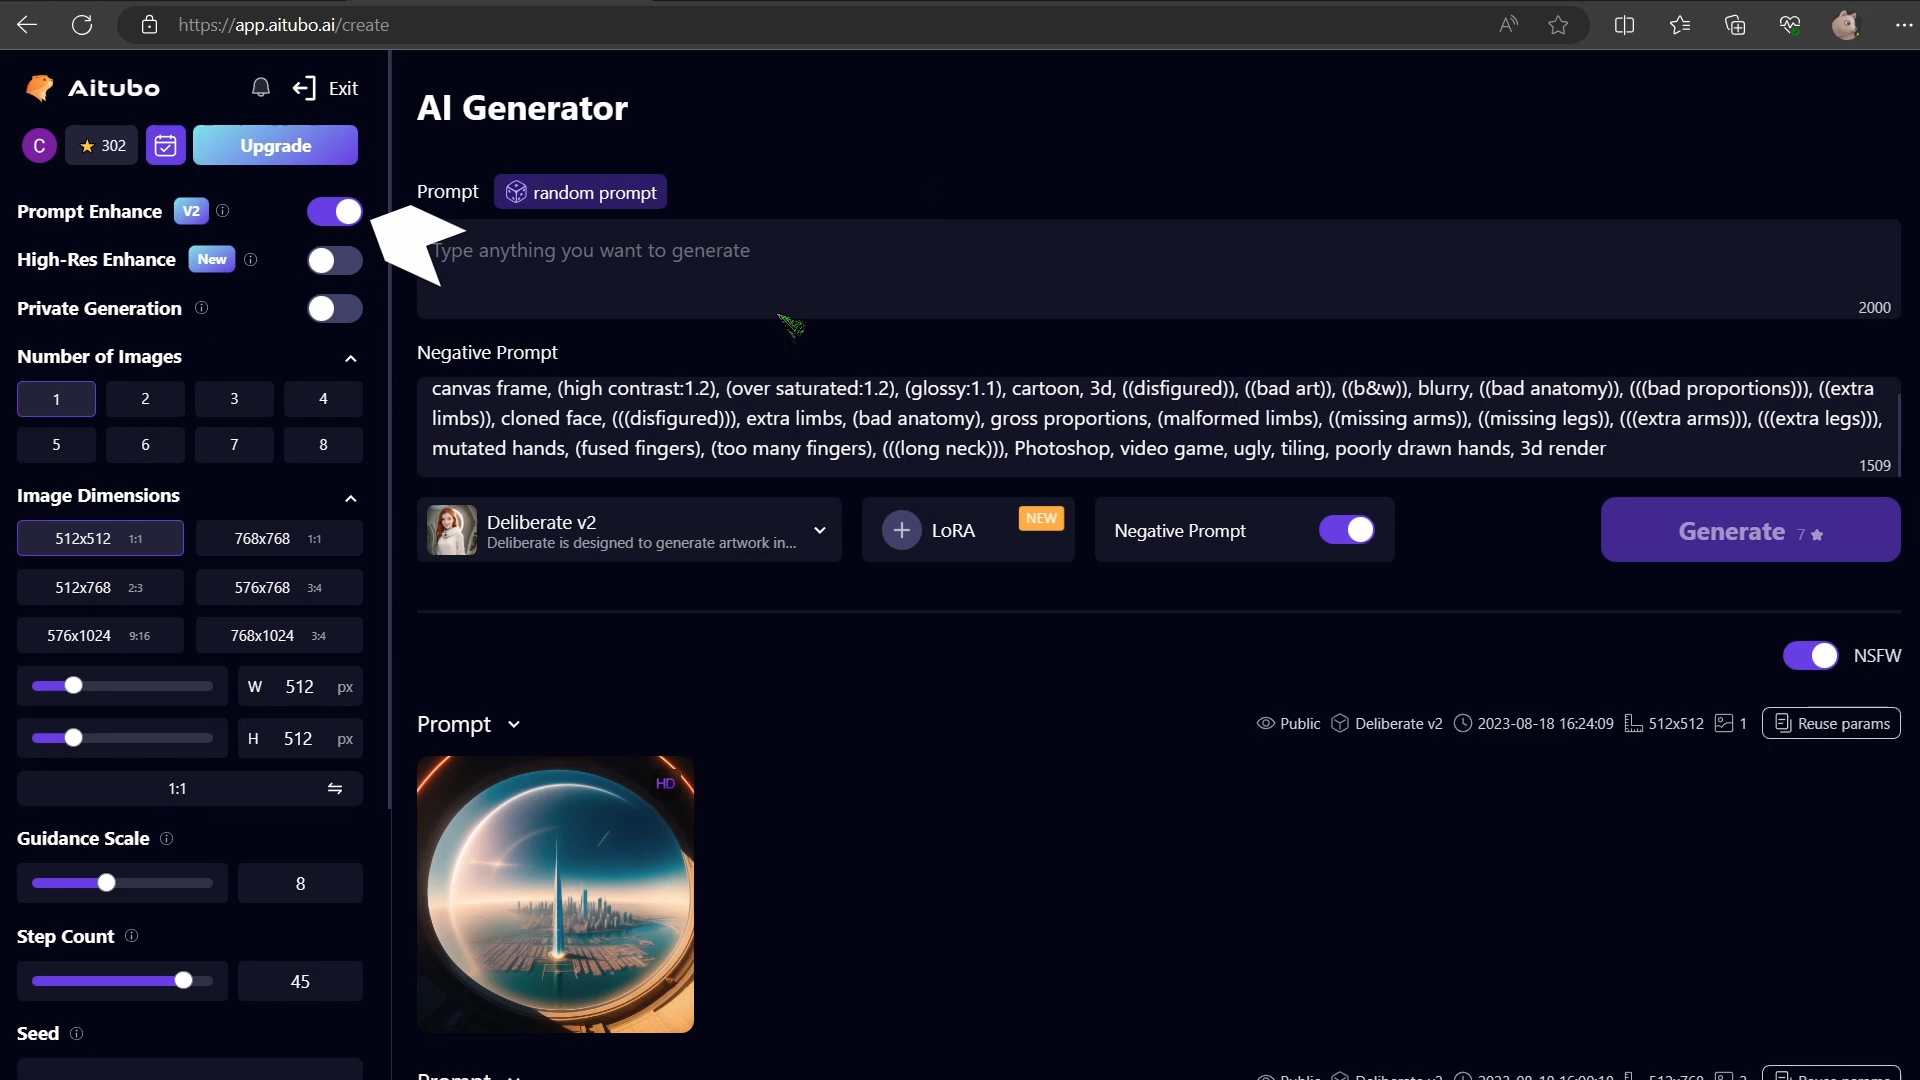 https://app.aitubo.ai/create
Aitubo
Exit
C
302
Upgrade
Prompt Enhance V2
High-Res Enhance New
Private Generation
Number of Images
1 2 3 4
5 6 7 8
Image Dimensions
512x512 1:1 768x768 1:1
512x768 2:3 576x768 3:4
576x1024 9:16 768x1024 3:4
W 512 px
H 512 px
1:1
Guidance Scale
8
Step Count
45
Seed
AI Generator
Prompt random prompt
Type anything you want to generate
2000
Negative Prompt
canvas frame, (high contrast:1.2), (over saturated:1.2), (glossy:1.1), cartoon, 3d, ((disfigured)), ((bad art)), ((b&w)), blurry, ((bad anatomy)), (((bad proportions))), ((extra
limbs)), cloned face, (((disfigured))), extra limbs, (bad anatomy), gross proportions, (malformed limbs), ((missing arms)), ((missing legs)), (((extra arms))), (((extra legs))),
mutated hands, (fused fingers), (too many fingers), (((long neck))), Photoshop, video game, ugly, tiling, poorly drawn hands, 3d render
1509
Deliberate v2
Deliberate is designed to generate artwork in...
LoRA NEW
Negative Prompt
Generate 7
NSFW
Prompt
Public Deliberate v2 2023-08-18 16:24:09 512x512 1 Reuse params
HD